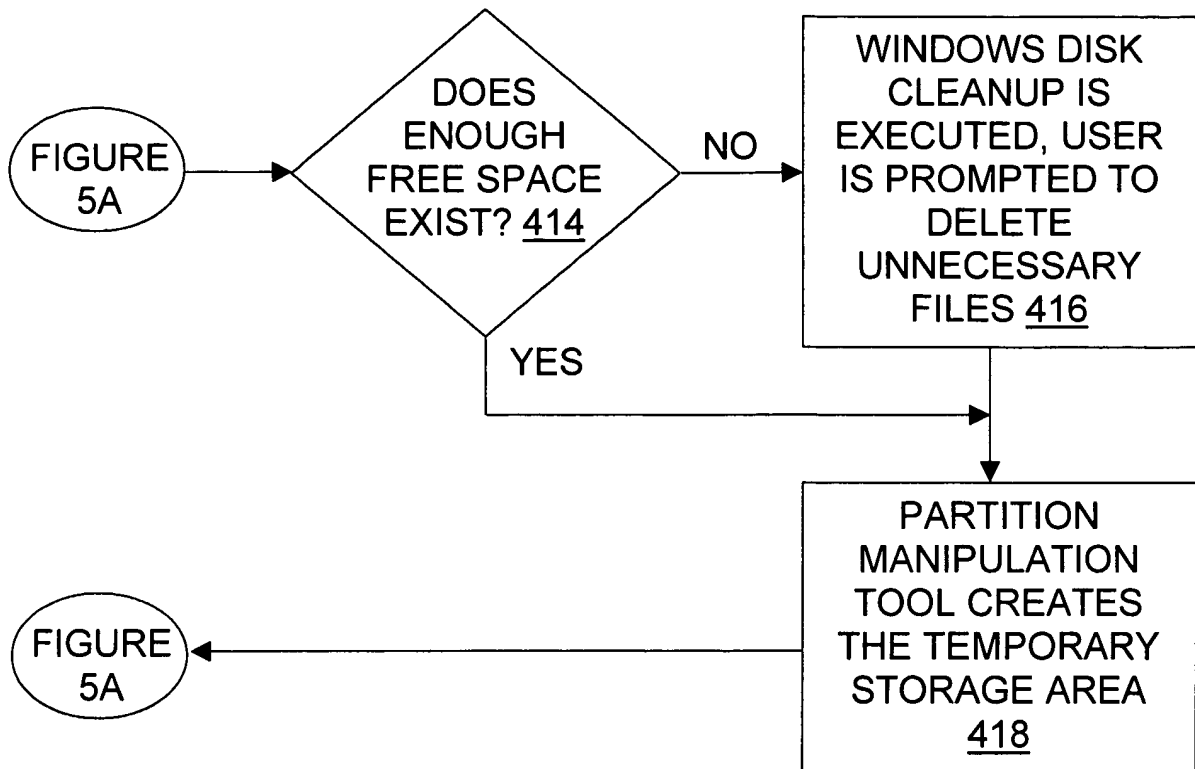 FIGURE
5A
DOES
ENOUGH
FREE SPACE
EXIST? 414
NO
YES
WINDOWS DISK
CLEANUP IS
EXECUTED, USER
IS PROMPTED TO
DELETE
UNNECESSARY
FILES 416
PARTITION
MANIPULATION
TOOL CREATES
THE TEMPORARY
STORAGE AREA
418
FIGURE
5A